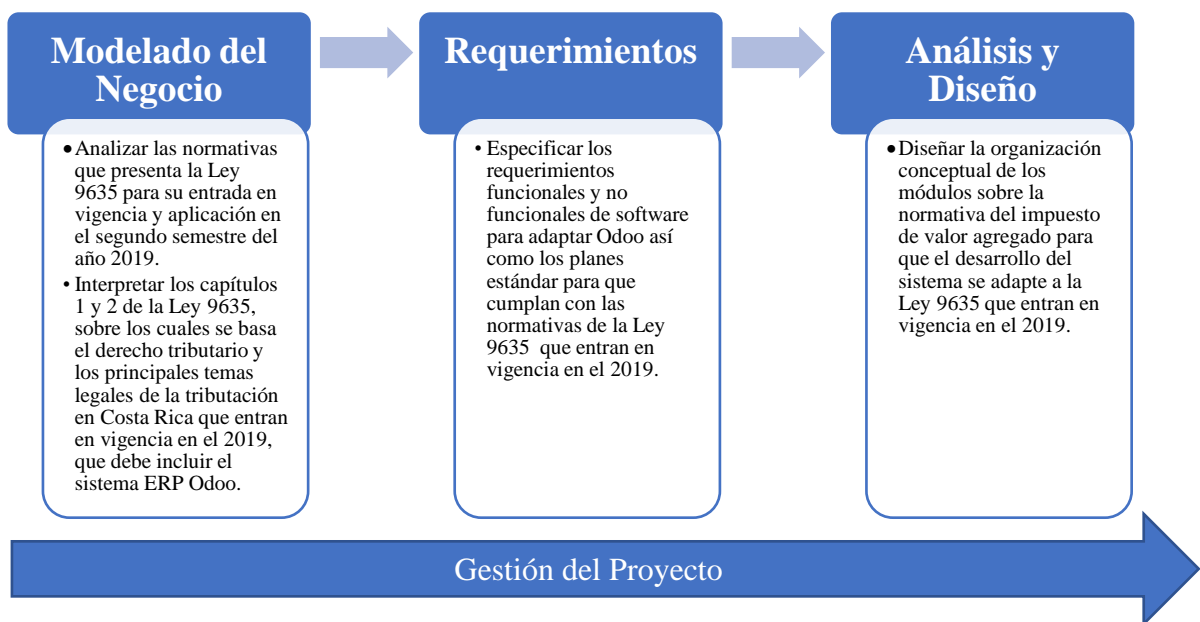 Modelado del
Negocio
• Analizar las normativas
que presenta la Ley
9635 para su entrada en
vigencia y aplicación en
el segundo semestre del
año 2019.
• Interpretar los capítulos
1 y 2 de la Ley 9635,
sobre los cuales se basa
el derecho tributario y
los principales temas
legales de la tributación
en Costa Rica que entran
en vigencia en el 2019,
que debe incluir el
sistema ERP Odoo.
Requerimientos
• Especificar los
requerimientos
funcionales y no
funcionales de software
para adaptar Odoo así
como los planes
estándar para que
cumplan con las
normativas de la Ley
9635 que entran en
vigencia en el 2019.
Análisis y
Diseño
• Diseñar la organización
conceptual de los
módulos sobre la
normativa del impuesto
de valor agregado para
que el desarrollo del
sistema se adapte a la
Ley 9635 que entran en
vigencia en el 2019.
Gestión del Proyecto